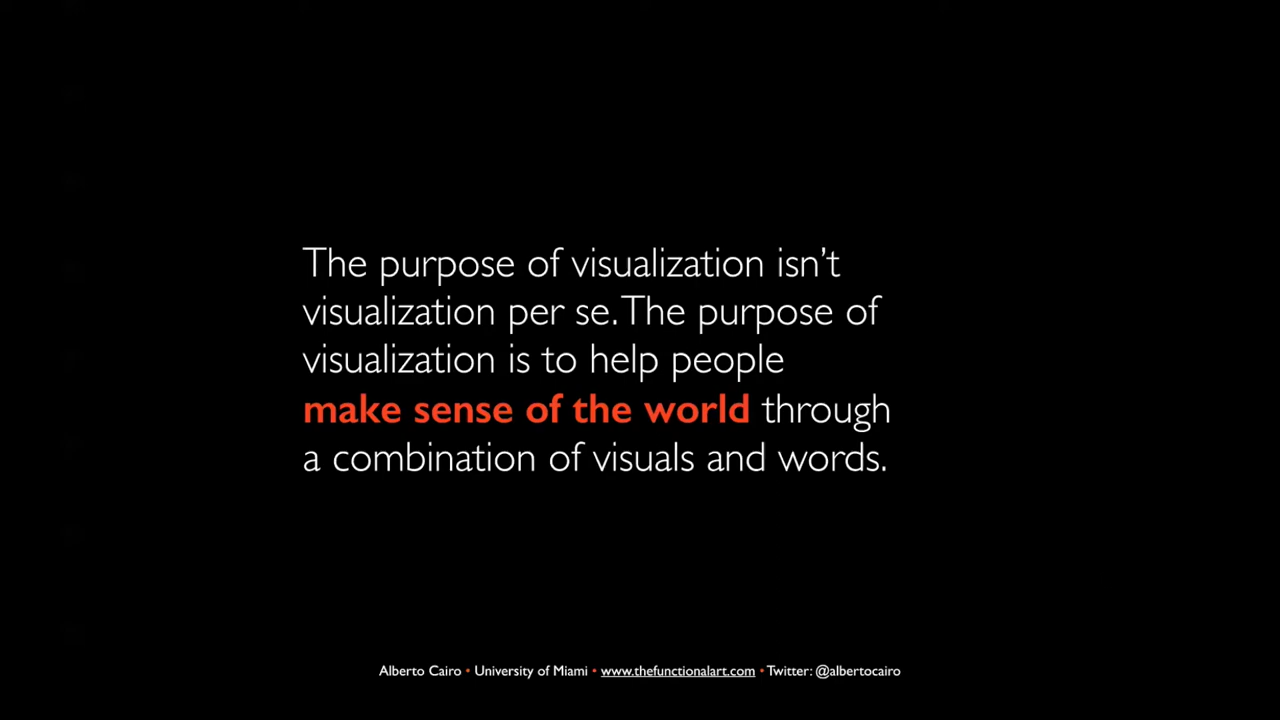 The purpose of visualization isn’t
visualization per se. The purpose of
visualization is to help people
make sense of the world through
a combination of visuals and words.
Alberto Cairo • University of Miami • www.thefunctionalart.com • Twitter: @albertocairo